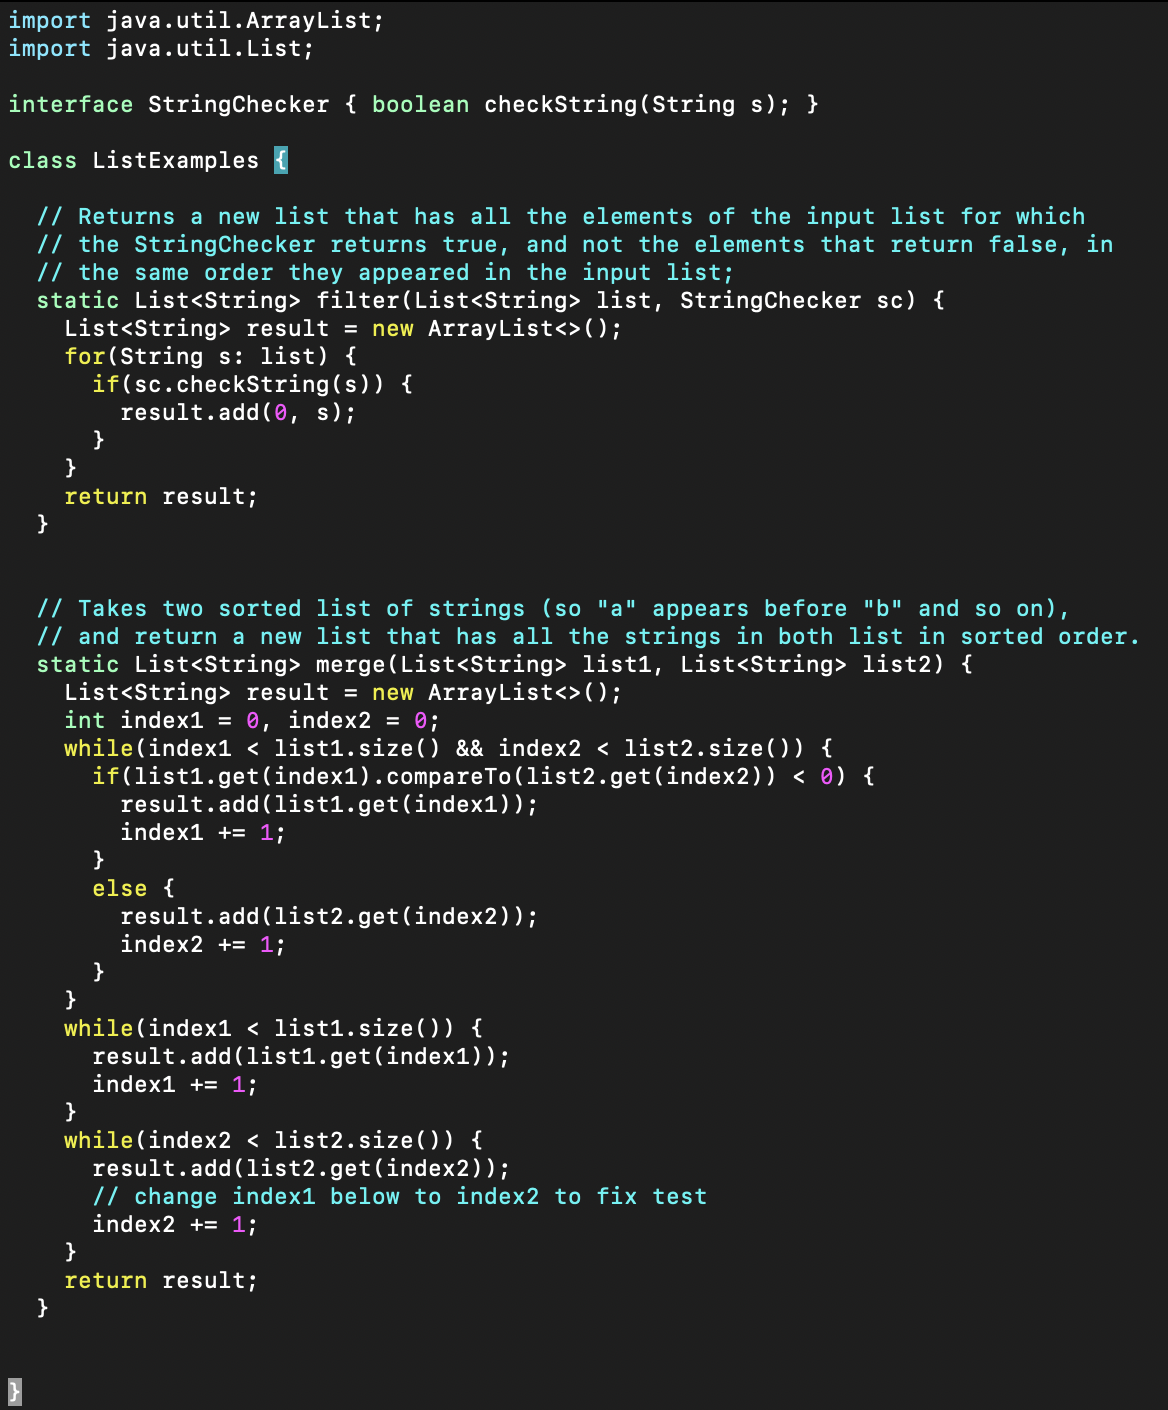 import java.util.ArrayList;
import java.util.List;

interface StringChecker { boolean checkString(String s); }

class ListExamples {

  // Returns a new list that has all the elements of the input list for which
  // the StringChecker returns true, and not the elements that return false, in
  // the same order they appeared in the input list;
  static List<String> filter(List<String> list, StringChecker sc) {
    List<String> result = new ArrayList<>();
    for(String s: list) {
      if(sc.checkString(s)) {
        result.add(0, s);
      }
    }
    return result;
  }


  // Takes two sorted list of strings (so "a" appears before "b" and so on),
  // and return a new list that has all the strings in both list in sorted order.
  static List<String> merge(List<String> list1, List<String> list2) {
    List<String> result = new ArrayList<>();
    int index1 = 0, index2 = 0;
    while(index1 < list1.size() && index2 < list2.size()) {
      if(list1.get(index1).compareTo(list2.get(index2)) < 0) {
        result.add(list1.get(index1));
        index1 += 1;
      }
      else {
        result.add(list2.get(index2));
        index2 += 1;
      }
    }
    while(index1 < list1.size()) {
      result.add(list1.get(index1));
      index1 += 1;
    }
    while(index2 < list2.size()) {
      result.add(list2.get(index2));
      // change index1 below to index2 to fix test
      index2 += 1;
    }
    return result;
  }


}